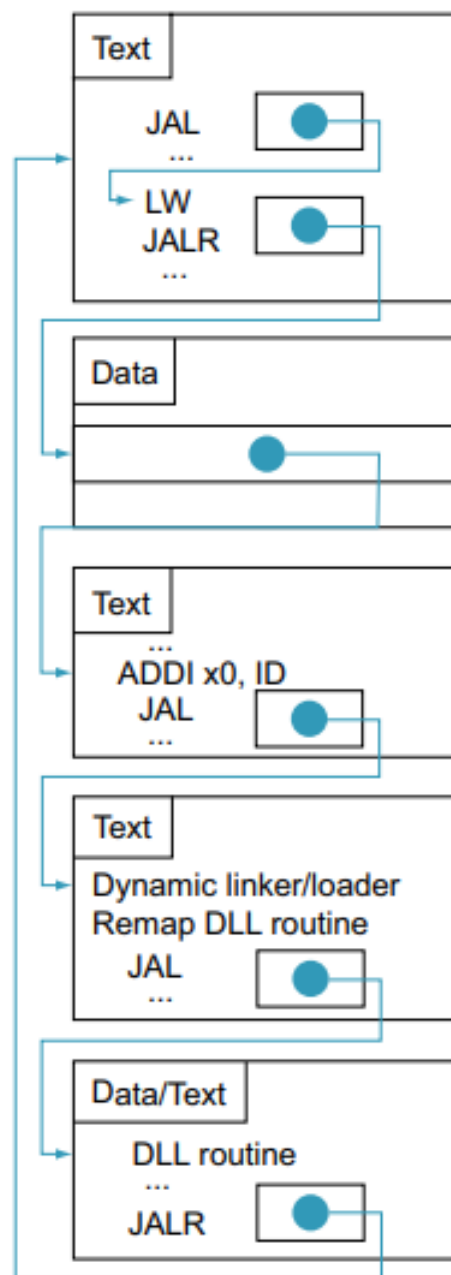 Text
JAL
...
LW
JALR
...
Data
Text
...
ADDI x0, ID
JAL
...
Text
Dynamic linker/loader
Remap DLL routine
JAL
...
Data/Text
DLL routine
...
JALR